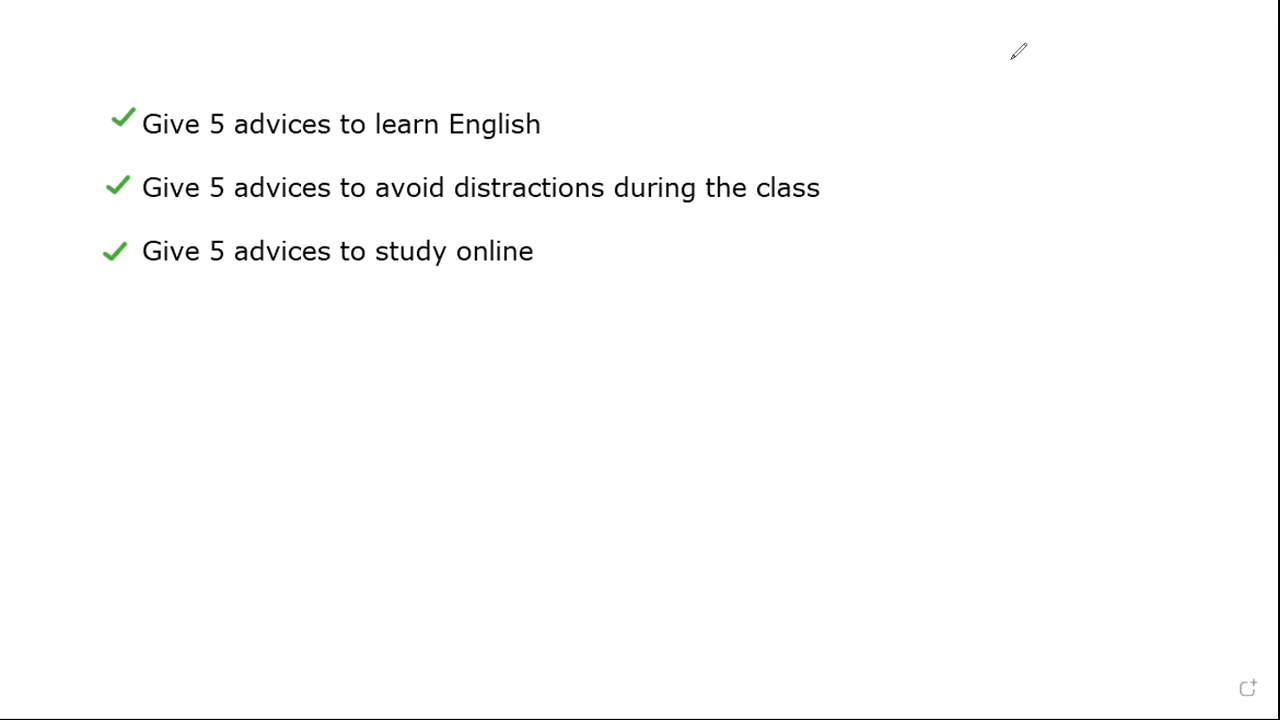 Give 5 advices to learn English
Give 5 advices to avoid distractions during the class
Give 5 advices to study online